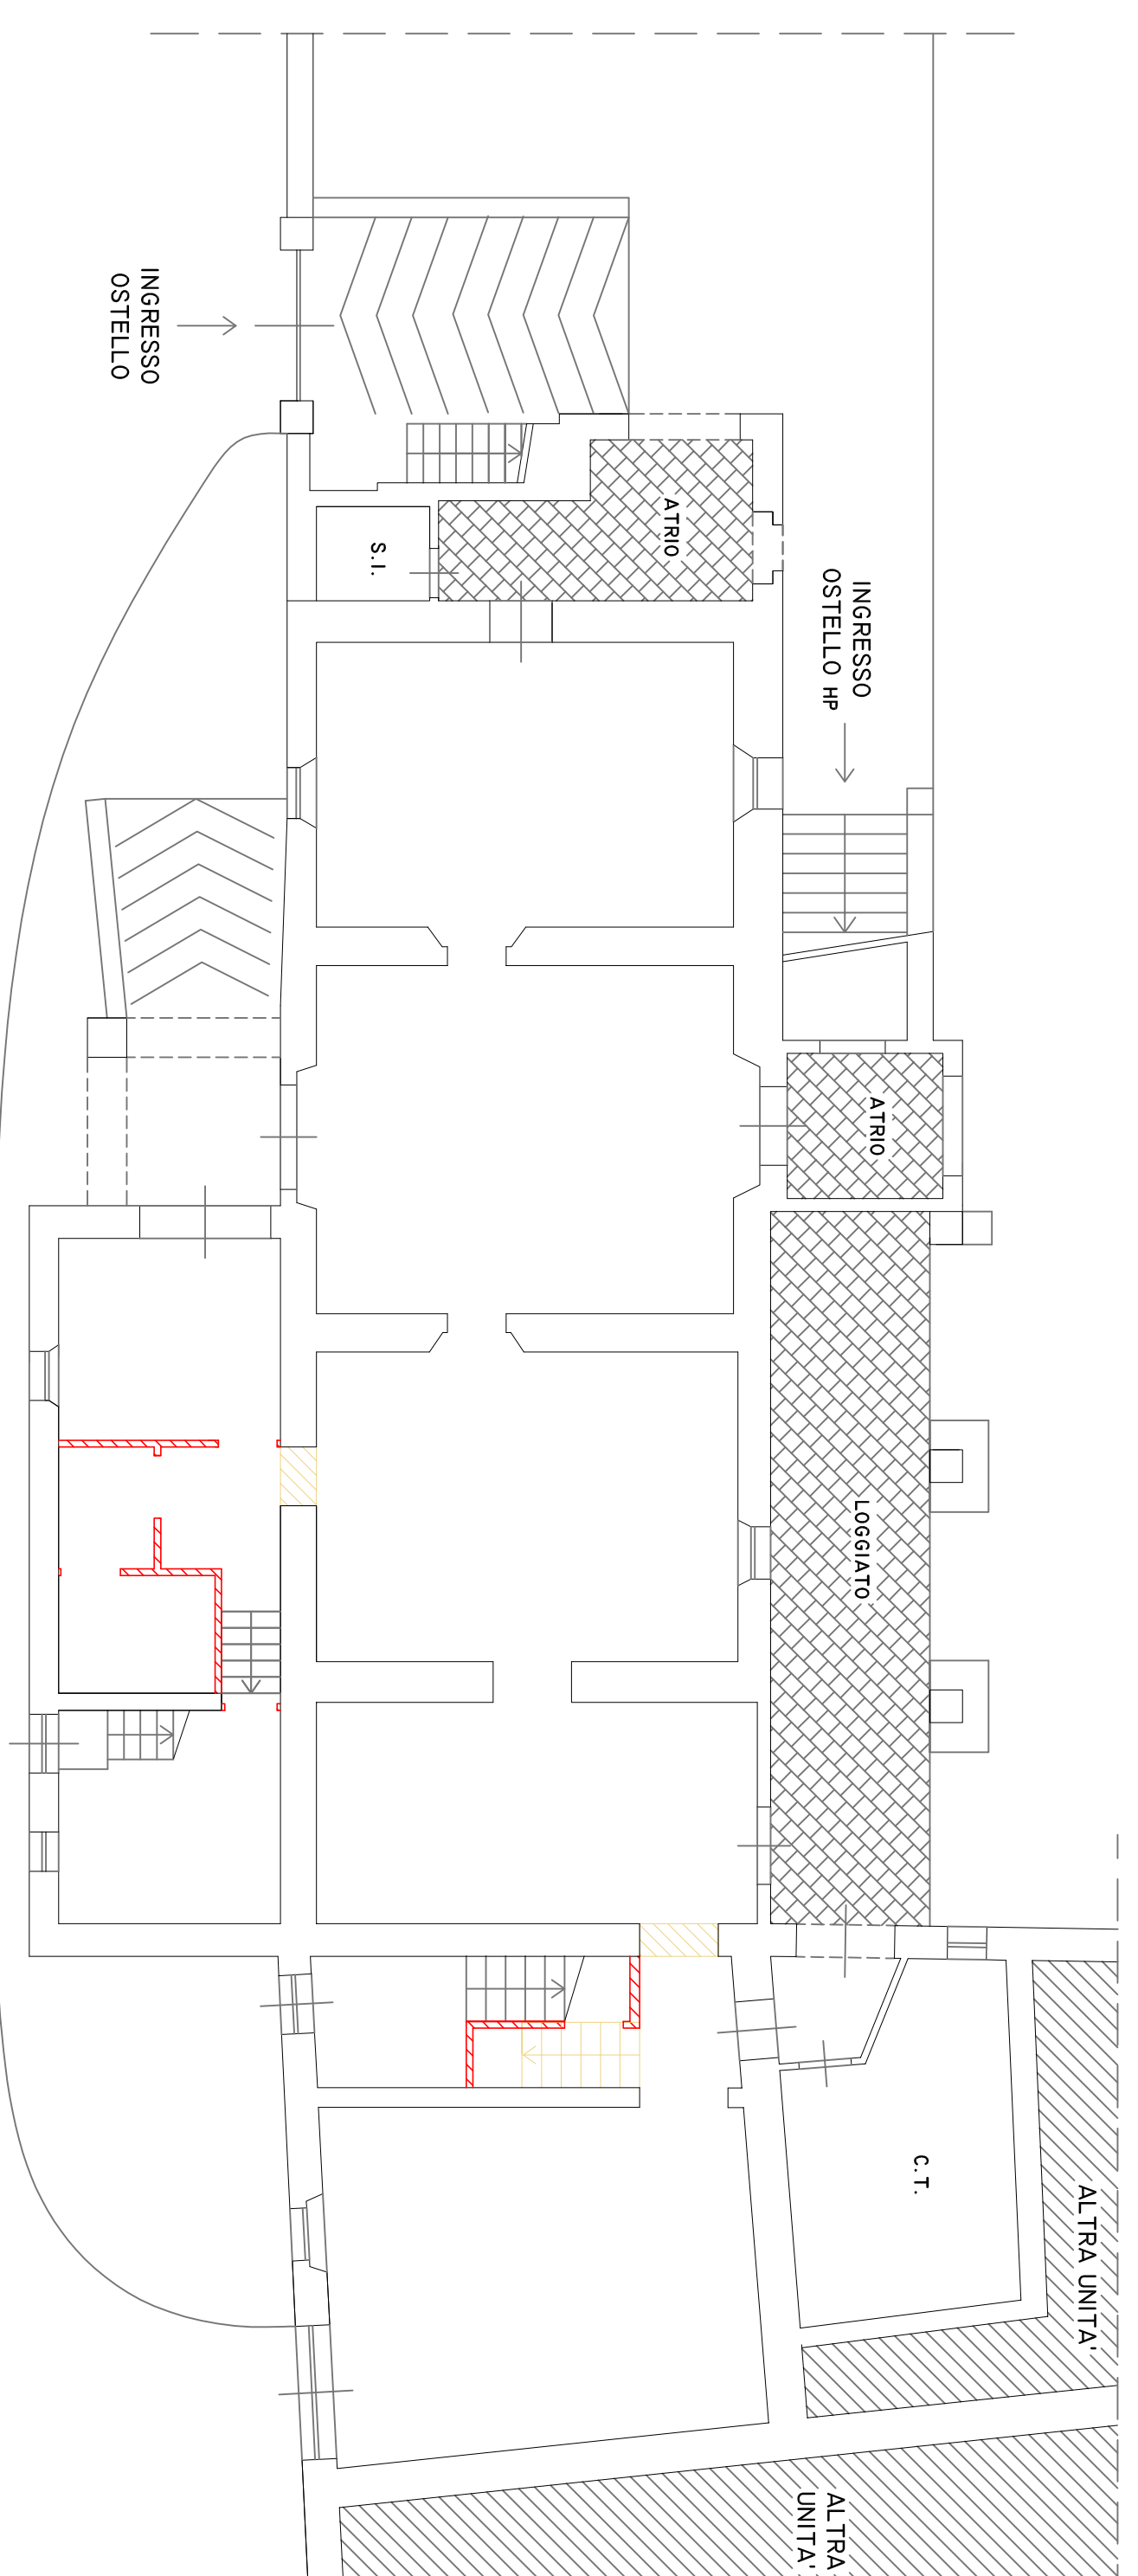 INGRESSO
OSTELLO
ATRIO
S.I.
INGRESSO
OSTELLO HP
ATRIO
LOGGIATO
C.T.
ALTRA UNITA'
ALTRA
UNITA'